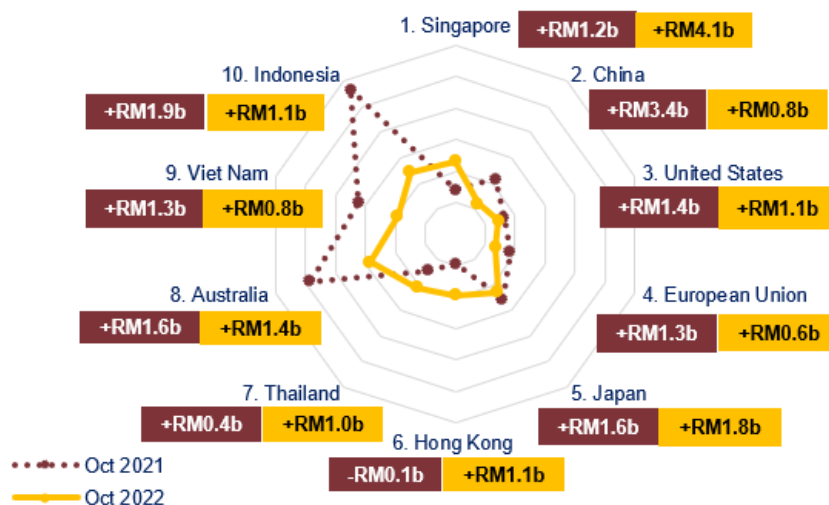 1. Singapore
+RM1.2b +RM4.1b
2. China
+RM3.4b +RM0.8b
3. United States
+RM1.4b +RM1.1b
4. European Union
+RM1.3b +RM0.6b
5. Japan
+RM1.6b +RM1.8b
6. Hong Kong
-RM0.1b +RM1.1b
7. Thailand
+RM0.4b +RM1.0b
8. Australia
+RM1.6b +RM1.4b
9. Viet Nam
+RM1.3b +RM0.8b
10. Indonesia
+RM1.9b +RM1.1b
Oct 2021
Oct 2022